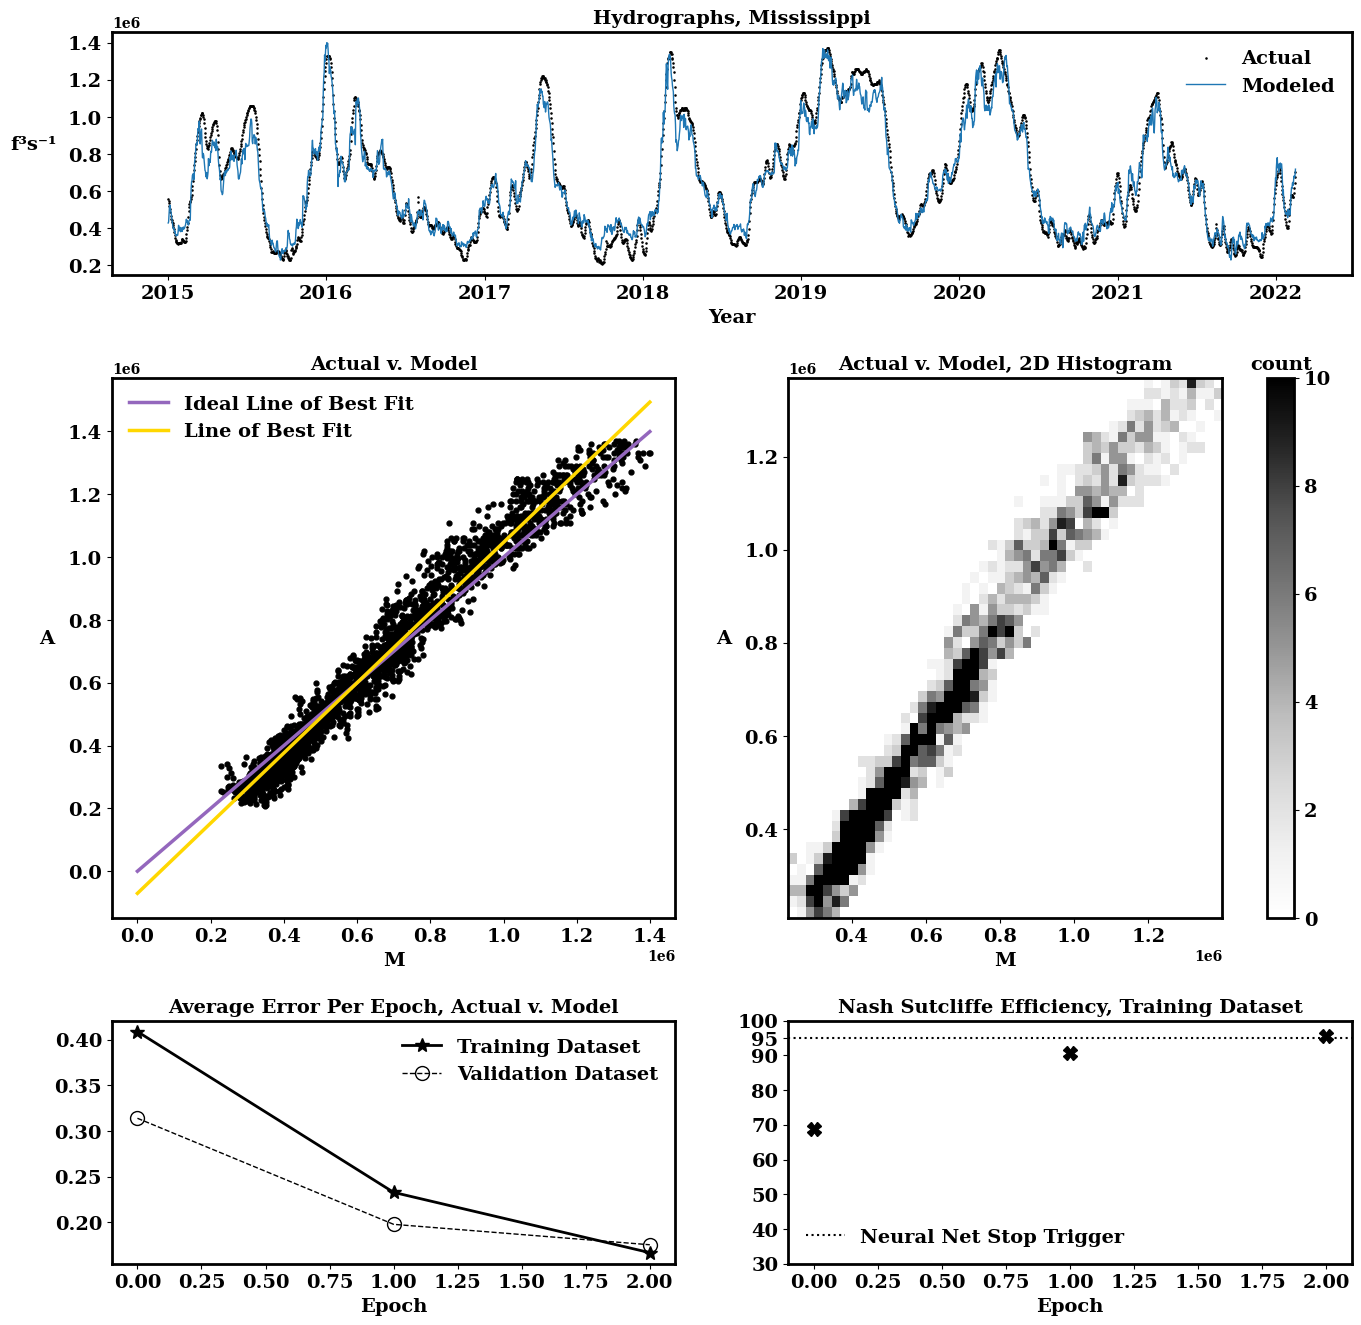 Hydrographs, Mississippi
1e6
1.4
1.2
1.0
0.8
0.6
0.4
0.2
f³s⁻¹
Actual
Modeled
2015 2016 2017 2018 2019 2020 2021 2022
Year
Actual v. Model
1e6
Ideal Line of Best Fit
Line of Best Fit
1.4
1.2
1.0
0.8
0.6
0.4
0.2
0.0
A
0.0 0.2 0.4 0.6 0.8 1.0 1.2 1.4
1e6
M
Actual v. Model, 2D Histogram
1e6
1.2
1.0
0.8
0.6
0.4
A
0.4 0.6 0.8 1.0 1.2
1e6
M
count
10
8
6
4
2
0
Average Error Per Epoch, Actual v. Model
0.40
0.35
0.30
0.25
0.20
Training Dataset
Validation Dataset
0.00 0.25 0.50 0.75 1.00 1.25 1.50 1.75 2.00
Epoch
Nash Sutcliffe Efficiency, Training Dataset
100
95
90
80
70
60
50
40
30
Neural Net Stop Trigger
0.00 0.25 0.50 0.75 1.00 1.25 1.50 1.75 2.00
Epoch